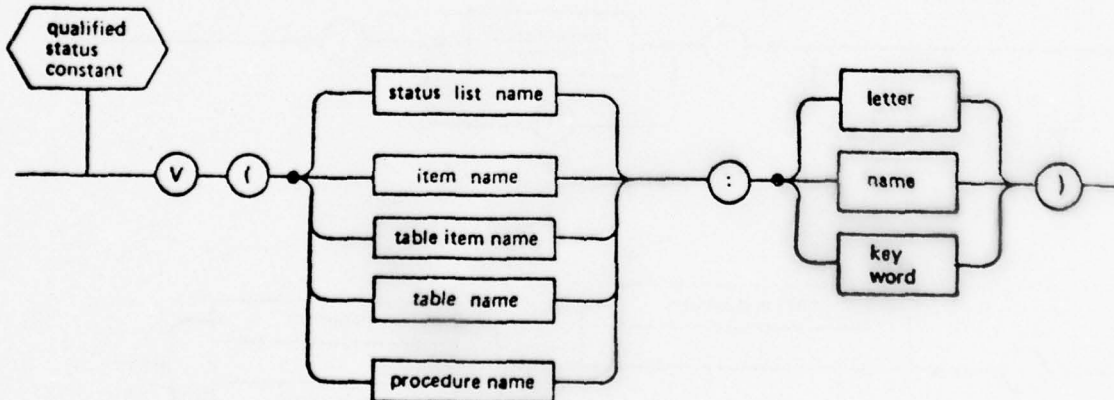 qualified
status
constant
V
(
status list name
item name
table item name
table name
procedure name
:
letter
name
key
word
)